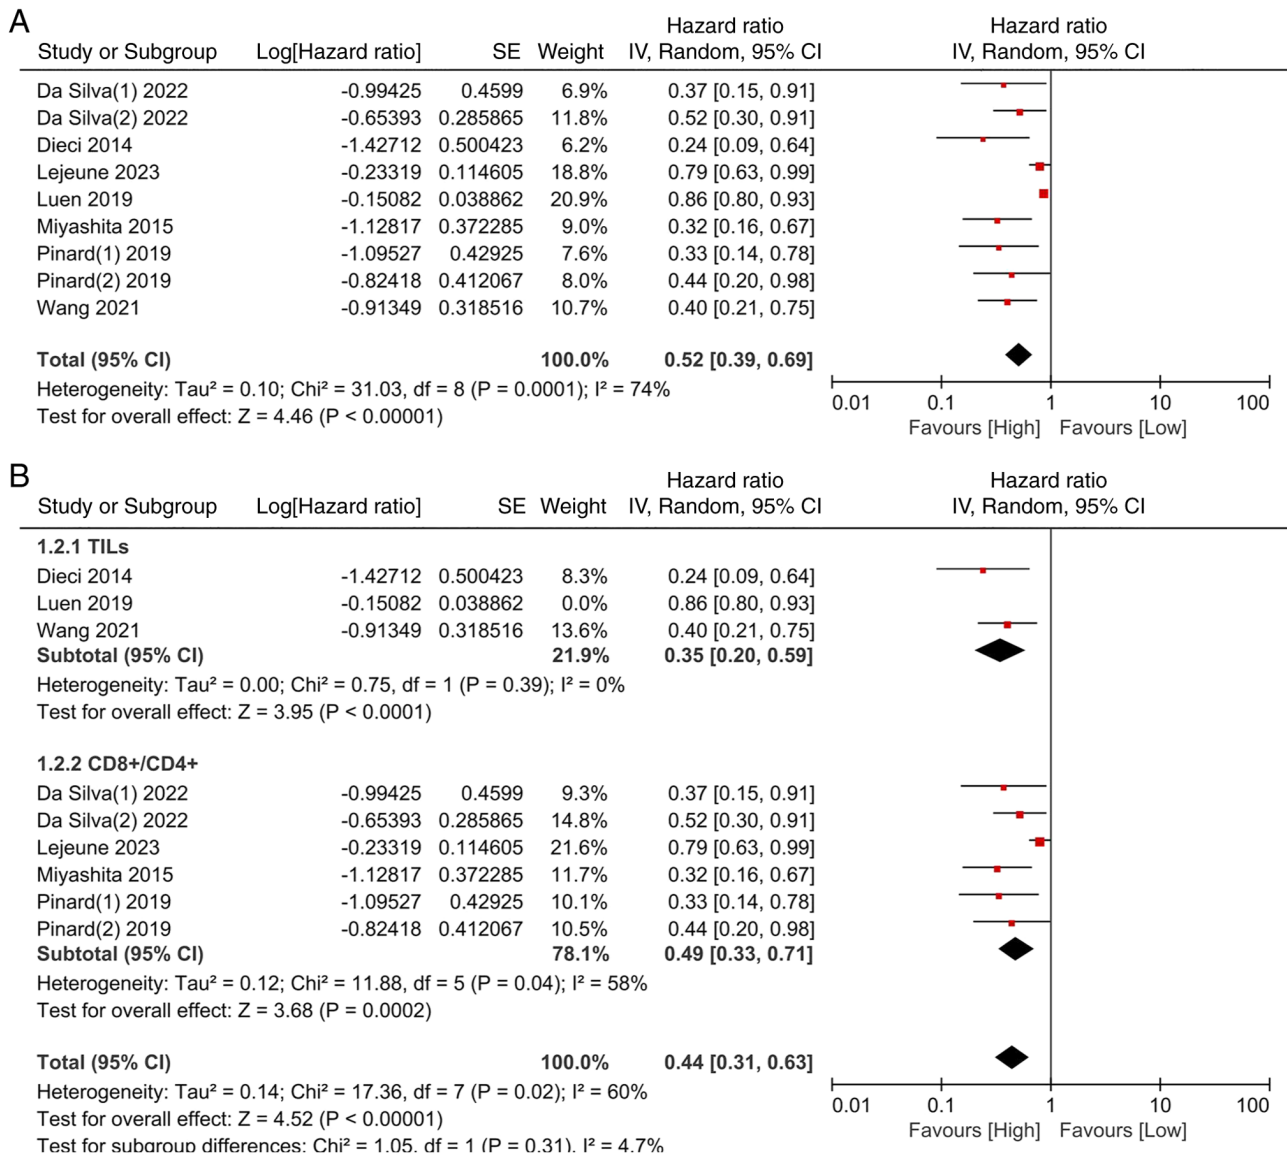 A
Hazard ratio Hazard ratio
Study or Subgroup Log[Hazard ratio] SE Weight IV, Random, 95% CI IV, Random, 95% CI
Da Silva(1) 2022 -0.99425 0.4599 6.9% 0.37 [0.15, 0.91]
Da Silva(2) 2022 -0.65393 0.285865 11.8% 0.52 [0.30, 0.91]
Dieci 2014 -1.42712 0.500423 6.2% 0.24 [0.09, 0.64]
Lejeune 2023 -0.23319 0.114605 18.8% 0.79 [0.63, 0.99]
Luen 2019 -0.15082 0.038862 20.9% 0.86 [0.80, 0.93]
Miyashita 2015 -1.12817 0.372285 9.0% 0.32 [0.16, 0.67]
Pinard(1) 2019 -1.09527 0.42925 7.6% 0.33 [0.14, 0.78]
Pinard(2) 2019 -0.82418 0.412067 8.0% 0.44 [0.20, 0.98]
Wang 2021 -0.91349 0.318516 10.7% 0.40 [0.21, 0.75]
Total (95% CI) 100.0% 0.52 [0.39, 0.69]
Heterogeneity: Tau² = 0.10; Chi² = 31.03, df = 8 (P = 0.0001); I² = 74%
Test for overall effect: Z = 4.46 (P < 0.00001)
0.01 0.1 1 10 100
Favours [High] Favours [Low]
B
Hazard ratio Hazard ratio
Study or Subgroup Log[Hazard ratio] SE Weight IV, Random, 95% CI IV, Random, 95% CI
1.2.1 TILs
Dieci 2014 -1.42712 0.500423 8.3% 0.24 [0.09, 0.64]
Luen 2019 -0.15082 0.038862 0.0% 0.86 [0.80, 0.93]
Wang 2021 -0.91349 0.318516 13.6% 0.40 [0.21, 0.75]
Subtotal (95% CI) 21.9% 0.35 [0.20, 0.59]
Heterogeneity: Tau² = 0.00; Chi² = 0.75, df = 1 (P = 0.39); I² = 0%
Test for overall effect: Z = 3.95 (P < 0.0001)
1.2.2 CD8+/CD4+
Da Silva(1) 2022 -0.99425 0.4599 9.3% 0.37 [0.15, 0.91]
Da Silva(2) 2022 -0.65393 0.285865 14.8% 0.52 [0.30, 0.91]
Lejeune 2023 -0.23319 0.114605 21.6% 0.79 [0.63, 0.99]
Miyashita 2015 -1.12817 0.372285 11.7% 0.32 [0.16, 0.67]
Pinard(1) 2019 -1.09527 0.42925 10.1% 0.33 [0.14, 0.78]
Pinard(2) 2019 -0.82418 0.412067 10.5% 0.44 [0.20, 0.98]
Subtotal (95% CI) 78.1% 0.49 [0.33, 0.71]
Heterogeneity: Tau² = 0.12; Chi² = 11.88, df = 5 (P = 0.04); I² = 58%
Test for overall effect: Z = 3.68 (P = 0.0002)
Total (95% CI) 100.0% 0.44 [0.31, 0.63]
Heterogeneity: Tau² = 0.14; Chi² = 17.36, df = 7 (P = 0.02); I² = 60%
Test for overall effect: Z = 4.52 (P < 0.00001)
Test for subgroup differences: Chi² = 1.05, df = 1 (P = 0.31), I² = 4.7%
0.01 0.1 1 10 100
Favours [High] Favours [Low]